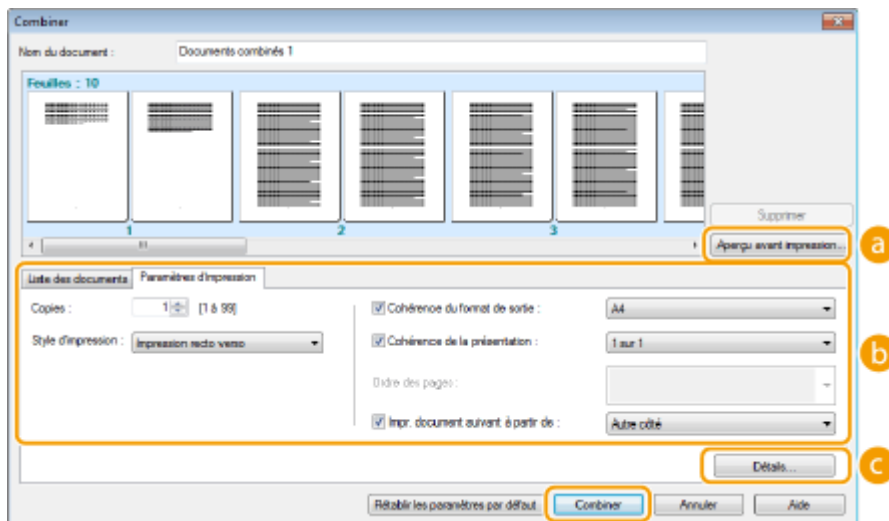 Combiner
Nom du document : Documents combinés 1
Feuilles : 10
1 2 3
Supprimer
Aperçu avant impression...
a
Liste des documents Paramètres d'impression
Copies : 1 [1 à 99] Cohérence du format de sortie : A4
Style d'impression : Impression recto verso Cohérence de la présentation : 1 sur 1
b
Ordre des pages :
Impr. document suivant à partir de : Autre côté
Détails...
c
Rétablir les paramètres par défaut Combiner Annuler Aide